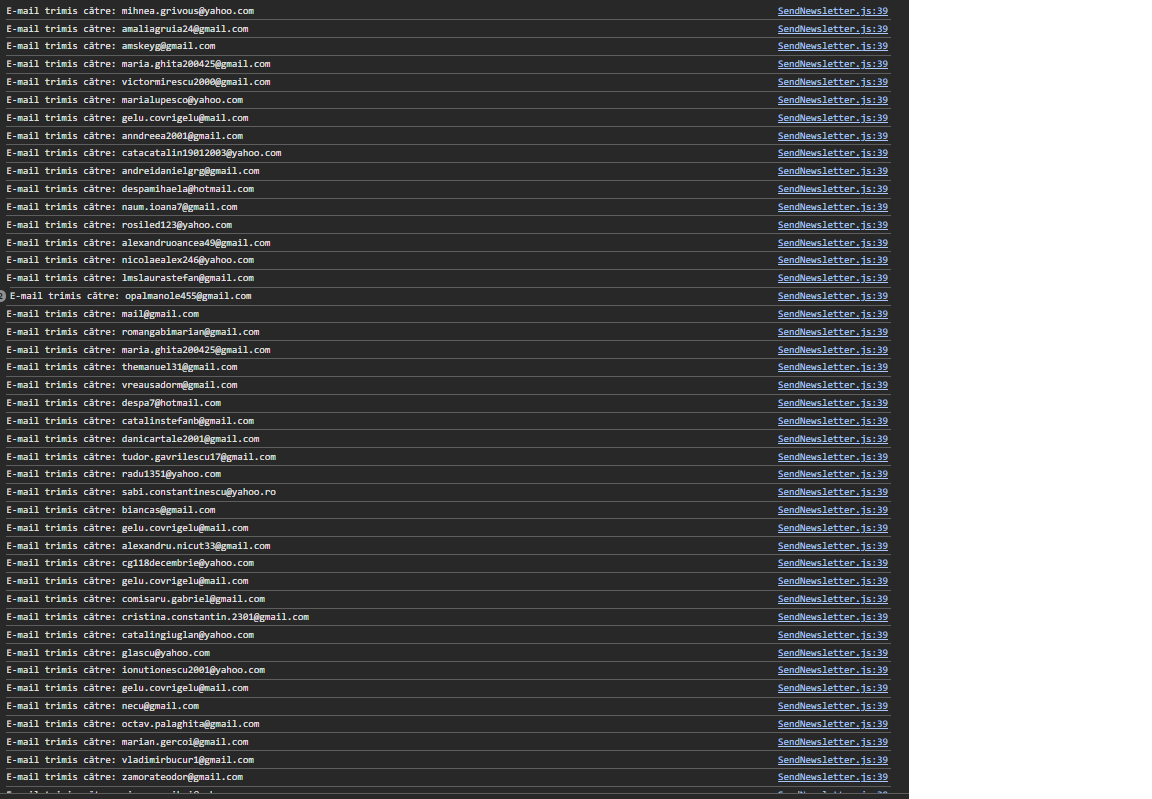 E-mail trimis către: mihnea.grivous@yahoo.com SendNewsletter.js:39
E-mail trimis către: amaliagruia24@gmail.com SendNewsletter.js:39
E-mail trimis către: amskeyg@gmail.com SendNewsletter.js:39
E-mail trimis către: maria.ghita200425@gmail.com SendNewsletter.js:39
E-mail trimis către: victormirescu2000@gmail.com SendNewsletter.js:39
E-mail trimis către: marialupesco@yahoo.com SendNewsletter.js:39
E-mail trimis către: gelu.covrigelu@mail.com SendNewsletter.js:39
E-mail trimis către: anndreea2001@gmail.com SendNewsletter.js:39
E-mail trimis către: catacatalin19012003@yahoo.com SendNewsletter.js:39
E-mail trimis către: andreidanielgrg@gmail.com SendNewsletter.js:39
E-mail trimis către: despamihaela@hotmail.com SendNewsletter.js:39
E-mail trimis către: naum.ioana7@gmail.com SendNewsletter.js:39
E-mail trimis către: rosiled123@yahoo.com SendNewsletter.js:39
E-mail trimis către: alexandruoancea49@gmail.com SendNewsletter.js:39
E-mail trimis către: nicolaealex246@yahoo.com SendNewsletter.js:39
E-mail trimis către: lmslaurastefan@gmail.com SendNewsletter.js:39
E-mail trimis către: opalmanole455@gmail.com SendNewsletter.js:39
E-mail trimis către: mail@gmail.com SendNewsletter.js:39
E-mail trimis către: romangabimarian@gmail.com SendNewsletter.js:39
E-mail trimis către: maria.ghita200425@gmail.com SendNewsletter.js:39
E-mail trimis către: themanuel31@gmail.com SendNewsletter.js:39
E-mail trimis către: vreausadorm@gmail.com SendNewsletter.js:39
E-mail trimis către: despa7@hotmail.com SendNewsletter.js:39
E-mail trimis către: catalinstefanb@gmail.com SendNewsletter.js:39
E-mail trimis către: danicartale2001@gmail.com SendNewsletter.js:39
E-mail trimis către: tudor.gavrilescu17@gmail.com SendNewsletter.js:39
E-mail trimis către: radu1351@yahoo.com SendNewsletter.js:39
E-mail trimis către: sabi.constantinescu@yahoo.ro SendNewsletter.js:39
E-mail trimis către: biancas@gmail.com SendNewsletter.js:39
E-mail trimis către: gelu.covrigelu@mail.com SendNewsletter.js:39
E-mail trimis către: alexandru.nicut33@gmail.com SendNewsletter.js:39
E-mail trimis către: cg118decembrie@yahoo.com SendNewsletter.js:39
E-mail trimis către: gelu.covrigelu@mail.com SendNewsletter.js:39
E-mail trimis către: comisaru.gabriel@gmail.com SendNewsletter.js:39
E-mail trimis către: cristina.constantin.2301@gmail.com SendNewsletter.js:39
E-mail trimis către: catalingiuglan@yahoo.com SendNewsletter.js:39
E-mail trimis către: glascu@yahoo.com SendNewsletter.js:39
E-mail trimis către: ionutionescu2001@yahoo.com SendNewsletter.js:39
E-mail trimis către: gelu.covrigelu@mail.com SendNewsletter.js:39
E-mail trimis către: necu@gmail.com SendNewsletter.js:39
E-mail trimis către: octav.palaghita@gmail.com SendNewsletter.js:39
E-mail trimis către: marian.gercoi@gmail.com SendNewsletter.js:39
E-mail trimis către: vladimirbucur1@gmail.com SendNewsletter.js:39
E-mail trimis către: zamorateodor@gmail.com SendNewsletter.js:39